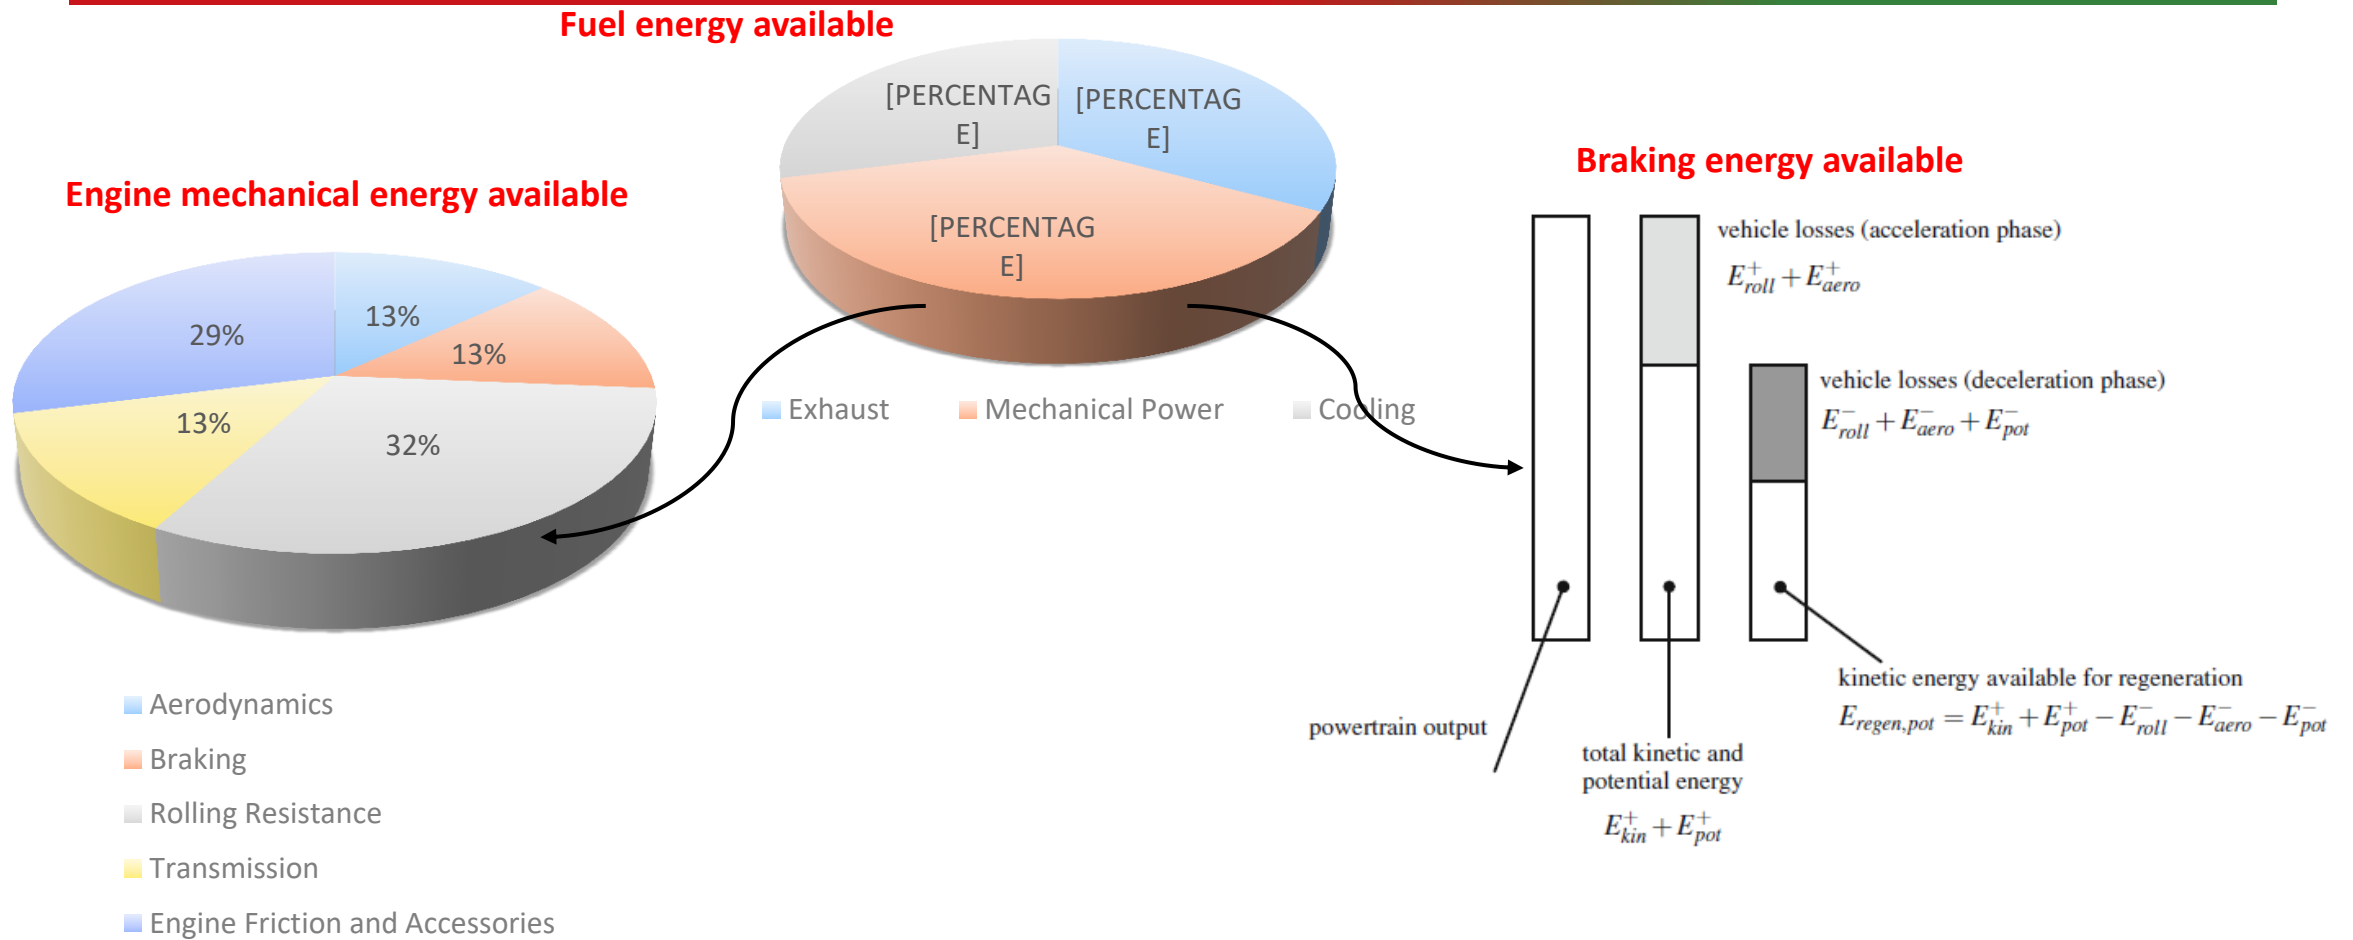 Fuel energy available
[PERCENTAG
E]
[PERCENTAG
E]
[PERCENTAG
E]
Exhaust
Mechanical Power
Cooling
Engine mechanical energy available
13%
13%
32%
13%
29%
Aerodynamics
Braking
Rolling Resistance
Transmission
Engine Friction and Accessories
Braking energy available
vehicle losses (acceleration phase)
E⁺roll + E⁺aero
vehicle losses (deceleration phase)
E⁻roll + E⁻aero + E⁻pot
kinetic energy available for regeneration
Eregen,pot = E⁺kin + E⁺pot − E⁻roll − E⁻aero − E⁻pot
powertrain output
total kinetic and
potential energy
E⁺kin + E⁺pot